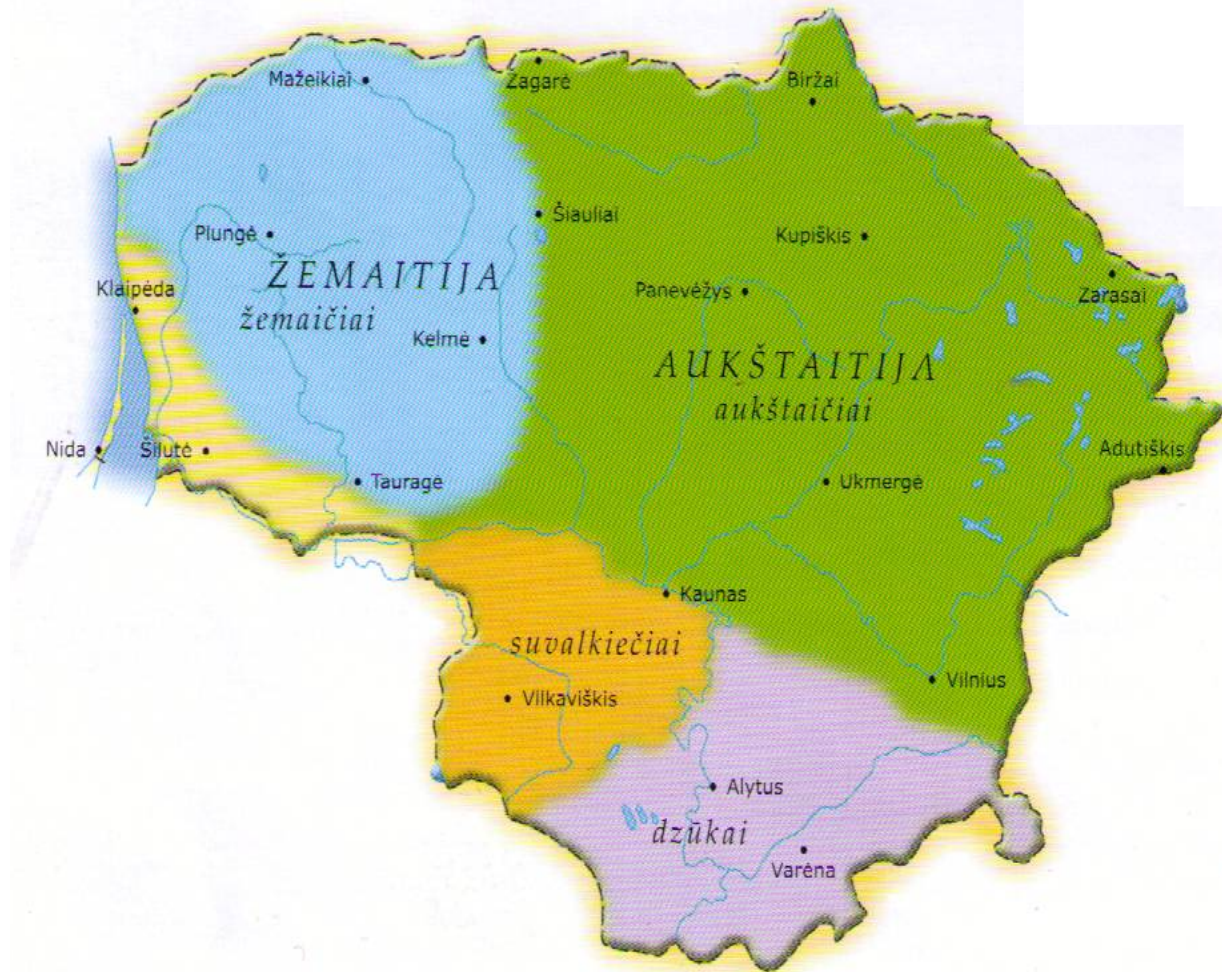 Mažeikiai
Žagarė
Biržai
Šiauliai
Plungė
Kupiškis
ŽEMAITIJA
žemaičiai
Klaipėda
Panevėžys
Zarasai
Kelmė
AUKŠTAITIJA
aukštaičiai
Nida
Šilutė
Tauragė
Ukmergė
Adutiškis
Kaunas
suvalkiečiai
Vilkaviškis
Vilnius
Alytus
dzūkai
Varėna